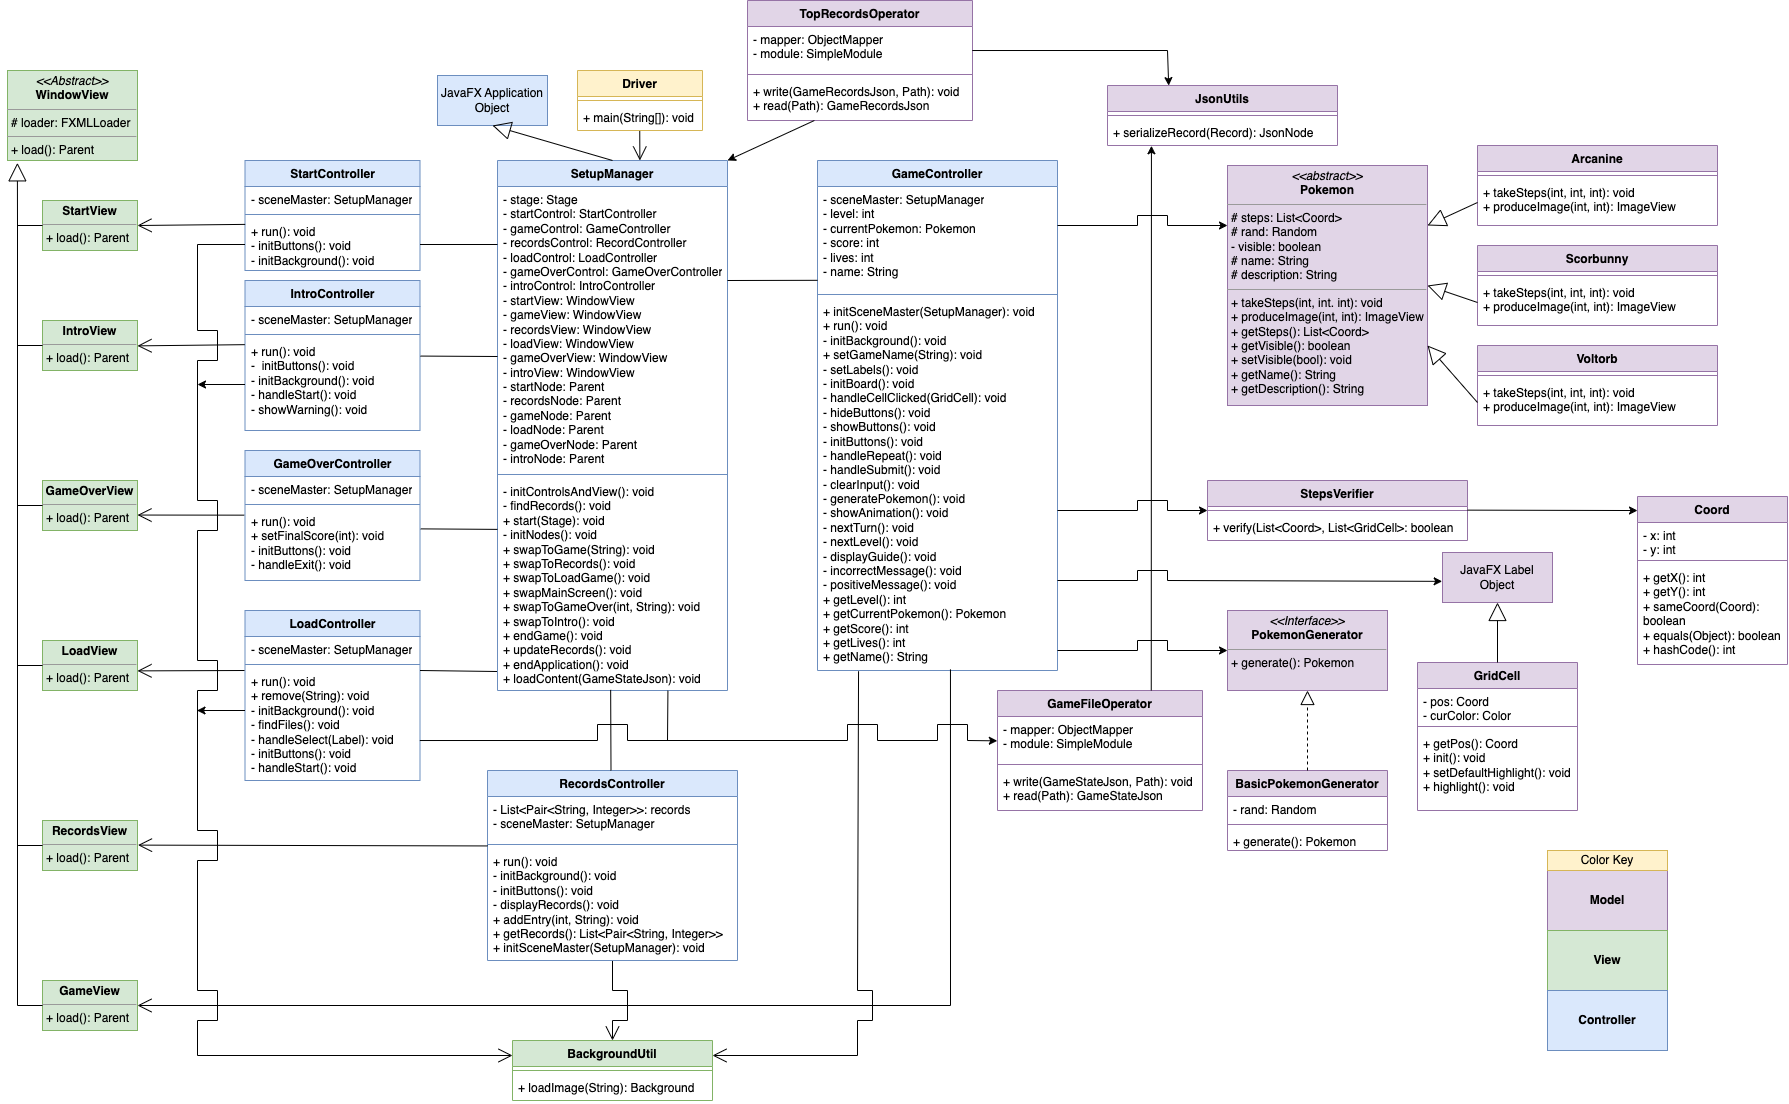 TopRecordsOperator
- mapper: ObjectMapper
- module: SimpleModule
+ write(GameRecordsJson, Path): void
+ read(Path): GameRecordsJson
<<Abstract>>
WindowView
# loader: FXMLLoader
+ load(): Parent
JavaFX Application
Object
Driver
+ main(String[]): void
JsonUtils
+ serializeRecord(Record): JsonNode
StartView
+ load(): Parent
IntroView
+ load(): Parent
GameOverView
+ load(): Parent
LoadView
+ load(): Parent
RecordsView
+ load(): Parent
GameView
+ load(): Parent
StartController
- sceneMaster: SetupManager
+ run(): void
- initButtons(): void
- initBackground(): void
IntroController
- sceneMaster: SetupManager
+ run(): void
-  initButtons(): void
- initBackground(): void
- handleStart(): void
- showWarning(): void
GameOverController
- sceneMaster: SetupManager
+ run(): void
+ setFinalScore(int): void
- initButtons(): void
- handleExit(): void
LoadController
- sceneMaster: SetupManager
+ run(): void
+ remove(String): void
- initBackground(): void
- findFiles(): void
- handleSelect(Label): void
- initButtons(): void
- handleStart(): void
SetupManager
- stage: Stage
- startControl: StartController
- gameControl: GameController
- recordsControl: RecordController
- loadControl: LoadController
- gameOverControl: GameOverController
- introControl: IntroController
- startView: WindowView
- gameView: WindowView
- recordsView: WindowView
- loadView: WindowView
- gameOverView: WindowView
- introView: WindowView
- startNode: Parent
- recordsNode: Parent
- gameNode: Parent
- loadNode: Parent
- gameOverNode: Parent
- introNode: Parent
- initControlsAndView(): void
- findRecords(): void
+ start(Stage): void
- initNodes(): void
+ swapToGame(String): void
+ swapToRecords(): void
+ swapToLoadGame(): void
+ swapMainScreen(): void
+ swapToGameOver(int, String): void
+ swapToIntro(): void
+ endGame(): void
+ updateRecords(): void
+ endApplication(): void
+ loadContent(GameStateJson): void
RecordsController
- List<Pair<String, Integer>>: records
- sceneMaster: SetupManager
+ run(): void
- initBackground(): void
- initButtons(): void
- displayRecords(): void
+ addEntry(int, String): void
+ getRecords(): List<Pair<String, Integer>>
+ initSceneMaster(SetupManager): void
BackgroundUtil
+ loadImage(String): Background
GameController
- sceneMaster: SetupManager
- level: int
- currentPokemon: Pokemon
- score: int
- lives: int
- name: String
+ initSceneMaster(SetupManager): void
+ run(): void
- initBackground(): void
+ setGameName(String): void
- setLabels(): void
- initBoard(): void
- handleCellClicked(GridCell): void
- hideButtons(): void
- showButtons(): void
- initButtons(): void
- handleRepeat(): void
- handleSubmit(): void
- clearInput(): void
- generatePokemon(): void
- showAnimation(): void
- nextTurn(): void
- nextLevel(): void
- displayGuide(): void
- incorrectMessage(): void
- positiveMessage(): void
+ getLevel(): int
+ getCurrentPokemon(): Pokemon
+ getScore(): int
+ getLives(): int
+ getName(): String
GameFileOperator
- mapper: ObjectMapper
- module: SimpleModule
+ write(GameStateJson, Path): void
+ read(Path): GameStateJson
<<abstract>>
Pokemon
# steps: List<Coord>
# rand: Random
- visible: boolean
# name: String
# description: String
+ takeSteps(int, int. int): void
+ produceImage(int, int): ImageView
+ getSteps(): List<Coord>
+ getVisible(): boolean
+ setVisible(bool): void
+ getName(): String
+ getDescription(): String
Arcanine
+ takeSteps(int, int, int): void
+ produceImage(int, int): ImageView
Scorbunny
+ takeSteps(int, int, int): void
+ produceImage(int, int): ImageView
Voltorb
+ takeSteps(int, int, int): void
+ produceImage(int, int): ImageView
StepsVerifier
+ verify(List<Coord>, List<GridCell>: boolean
Coord
- x: int
- y: int
+ getX(): int
+ getY(): int
+ sameCoord(Coord):
boolean
+ equals(Object): boolean
+ hashCode(): int
JavaFX Label
Object
<<Interface>>
PokemonGenerator
+ generate(): Pokemon
GridCell
- pos: Coord
- curColor: Color
+ getPos(): Coord
+ init(): void
+ setDefaultHighlight(): void
+ highlight(): void
BasicPokemonGenerator
- rand: Random
+ generate(): Pokemon
Color Key
Model
View
Controller